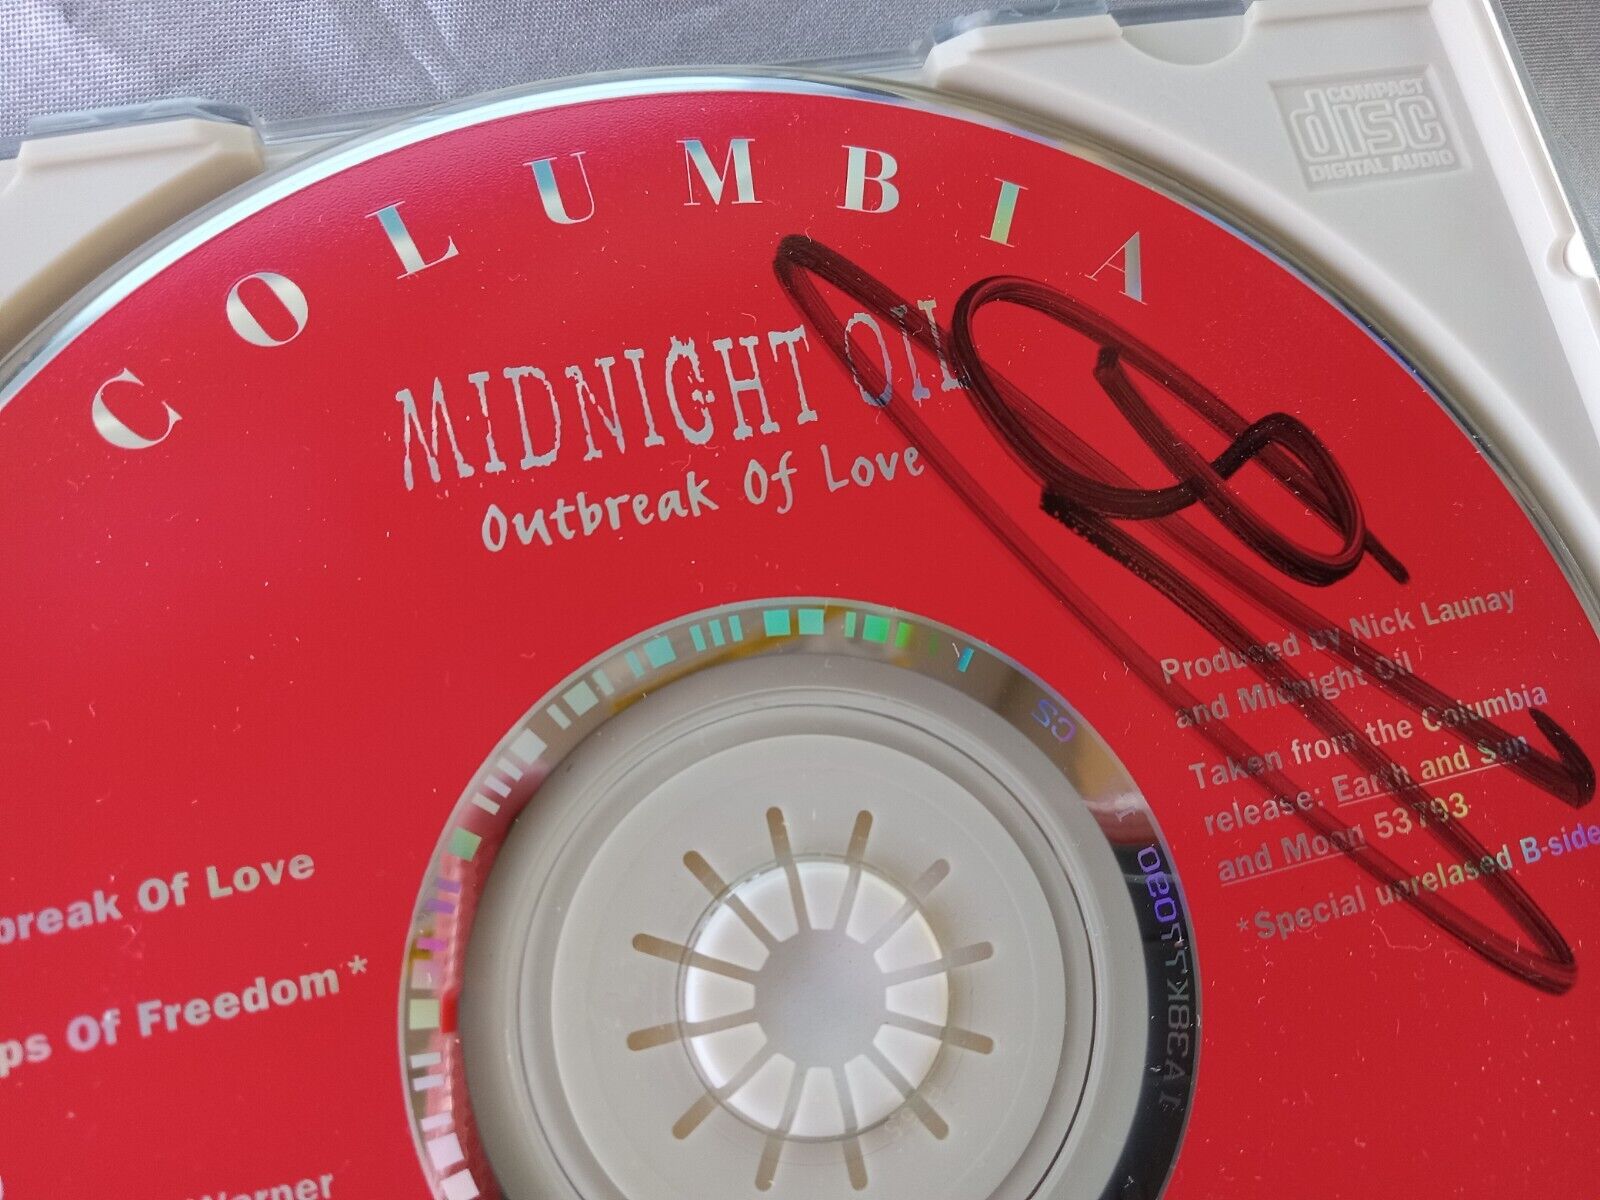 COMPACT
disc
DIGITAL AUDIO
COLUMBIA
MIDNIGHT OIL
Outbreak Of Love
Produced by Nick Launay
and Midnight Oil
Taken from the Columbia
release: Earth and Sun
and Moon 53793
*Special unrelased B-side
break Of Love
ps Of Freedom*
Warner